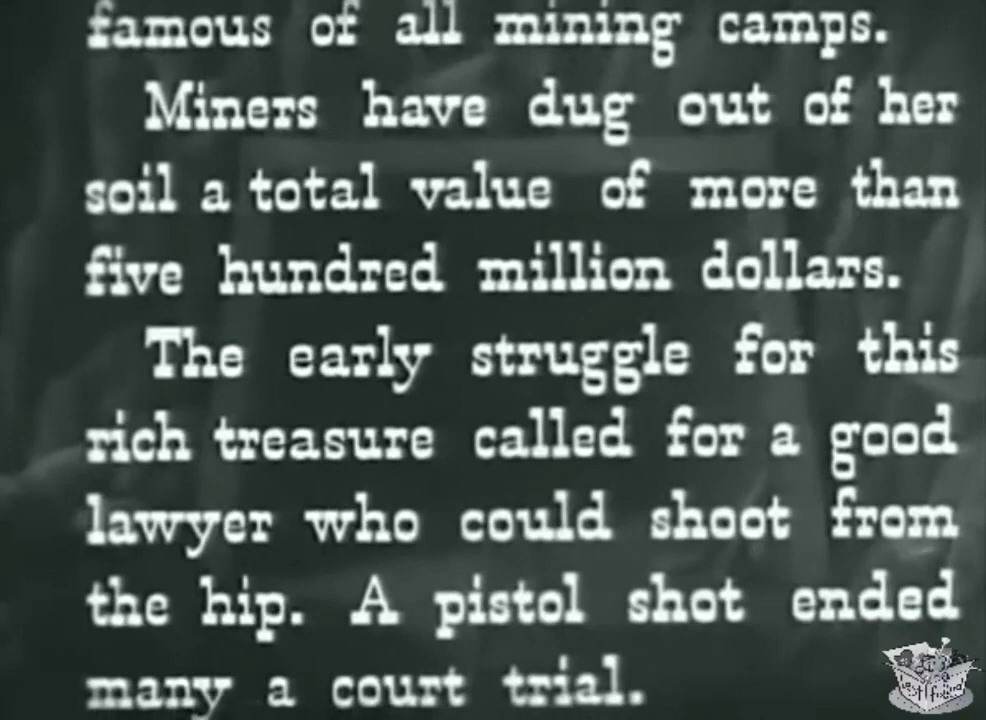 famous of all mining camps.
Miners have dug out of her
soil a total value of more than
five hundred million dollars.
The early struggle for this
rich treasure called for a good
lawyer who could shoot from
the hip. A pistol shot ended
many a court trial.